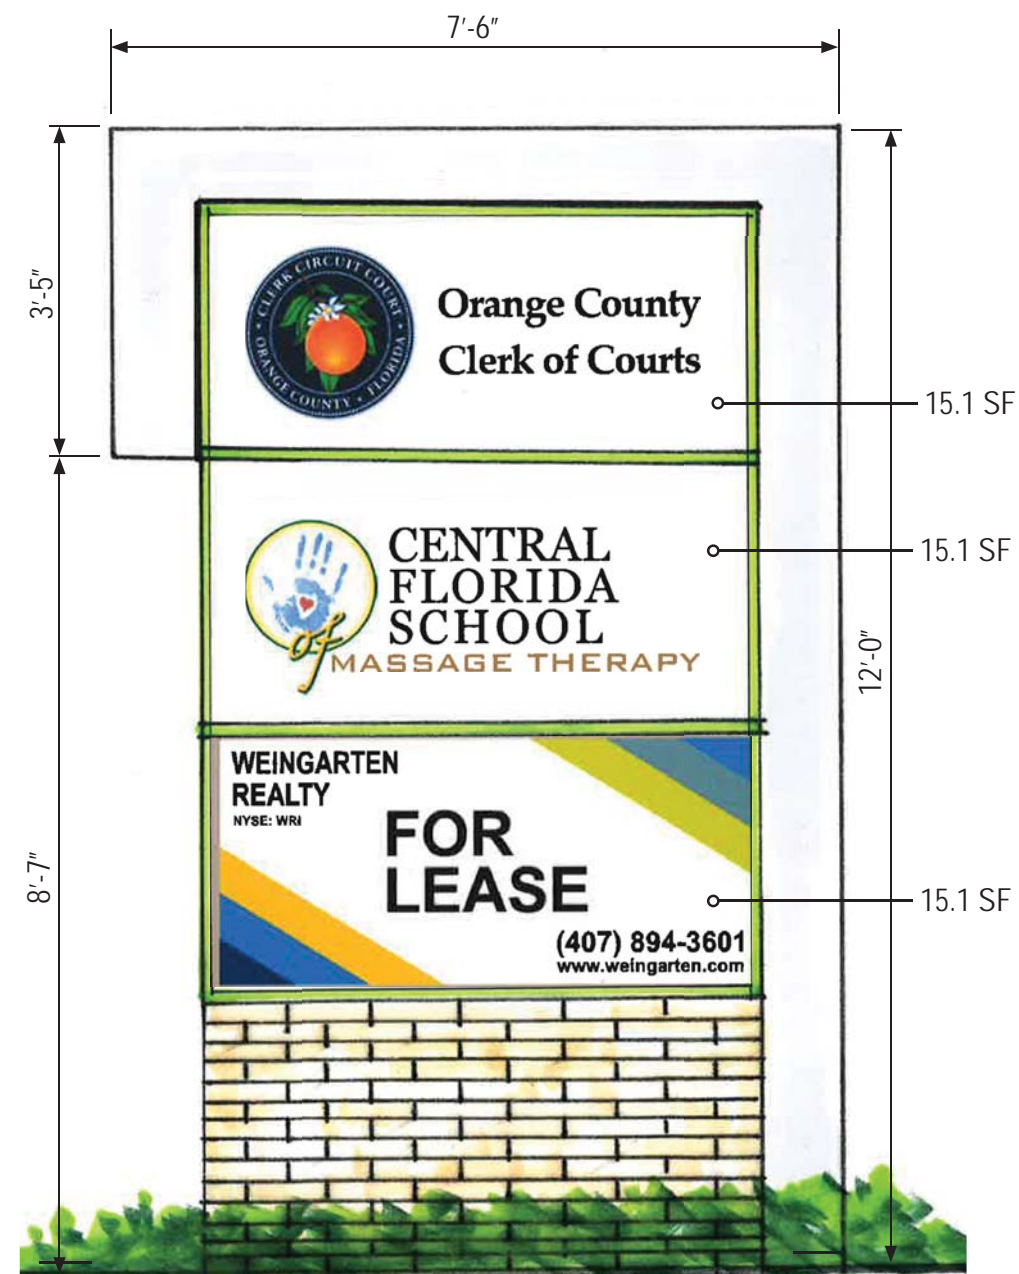 7'-6"
3'-5"
CLERK CIRCUIT COURT
ORANGE COUNTY • FLORIDA
Orange County
Clerk of Courts
15.1 SF
CENTRAL
FLORIDA
SCHOOL
of
MASSAGE THERAPY
15.1 SF
12'-0"
WEINGARTEN
REALTY
NYSE: WRI
FOR
LEASE
8'-7"
15.1 SF
(407) 894-3601
www.weingarten.com